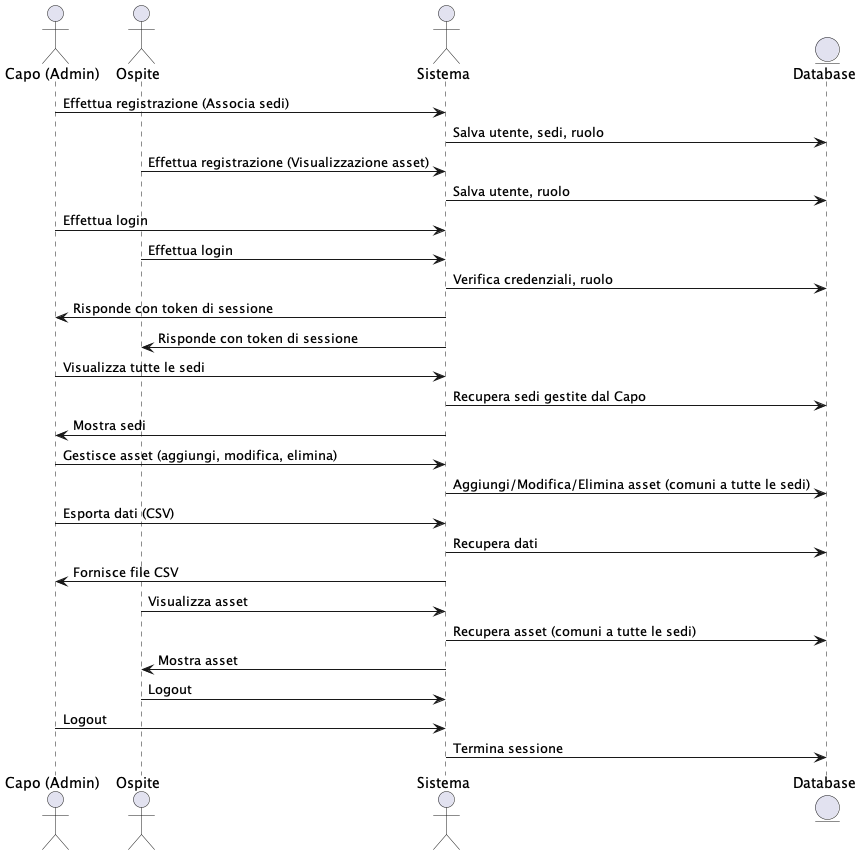 Capo (Admin)
Ospite
Sistema
Database
Effettua registrazione (Associa sedi)
Salva utente, sedi, ruolo
Effettua registrazione (Visualizzazione asset)
Salva utente, ruolo
Effettua login
Effettua login
Verifica credenziali, ruolo
Risponde con token di sessione
Risponde con token di sessione
Visualizza tutte le sedi
Recupera sedi gestite dal Capo
Mostra sedi
Gestisce asset (aggiungi, modifica, elimina)
Aggiungi/Modifica/Elimina asset (comuni a tutte le sedi)
Esporta dati (CSV)
Recupera dati
Fornisce file CSV
Visualizza asset
Recupera asset (comuni a tutte le sedi)
Mostra asset
Logout
Logout
Termina sessione
Capo (Admin)
Ospite
Sistema
Database